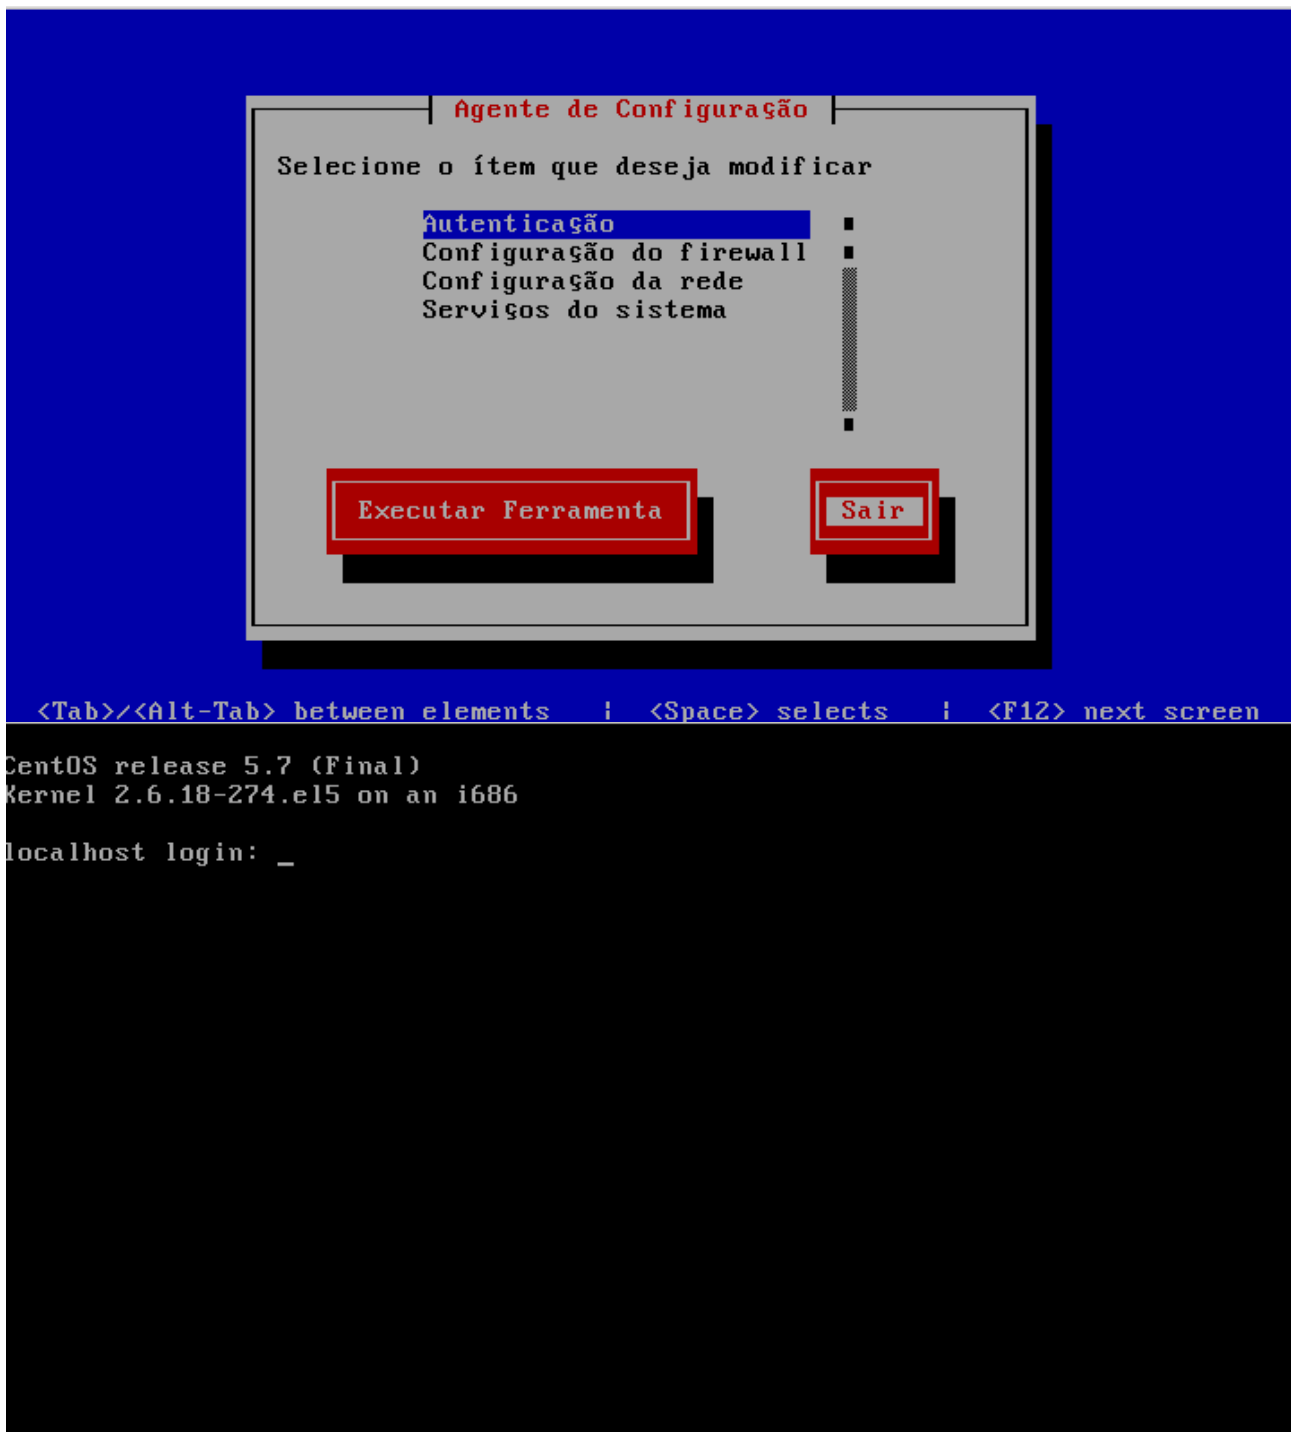 Agente de Configuração
Selecione o ítem que deseja modificar
Autenticação
Configuração do firewall
Configuração da rede
Serviços do sistema
Executar Ferramenta Sair
<Tab>/<Alt-Tab> between elements | <Space> selects | <F12> next screen
CentOS release 5.7 (Final)
Kernel 2.6.18-274.el5 on an i686
localhost login: _